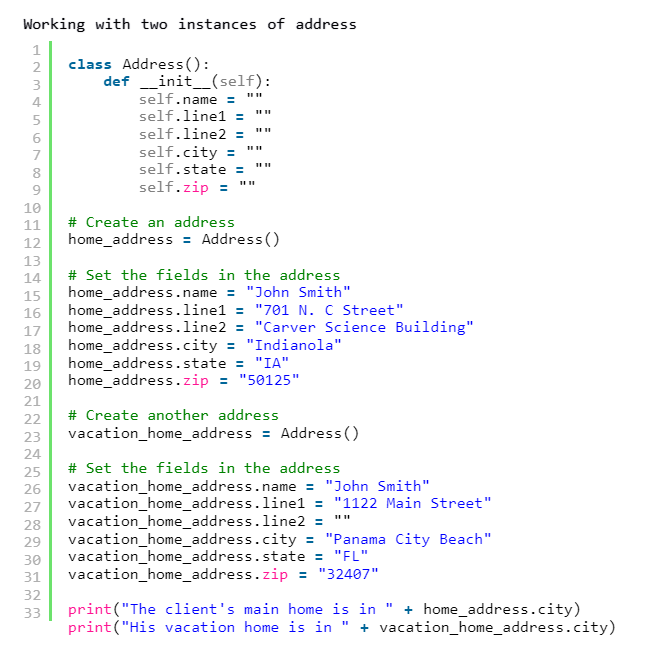 Working with two instances of address
1
2 class Address():
3     def __init__(self):
4         self.name = ""
5         self.line1 = ""
6         self.line2 = ""
7         self.city = ""
8         self.state = ""
9         self.zip = ""
10
11 # Create an address
12 home_address = Address()
13
14 # Set the fields in the address
15 home_address.name = "John Smith"
16 home_address.line1 = "701 N. C Street"
17 home_address.line2 = "Carver Science Building"
18 home_address.city = "Indianola"
19 home_address.state = "IA"
20 home_address.zip = "50125"
21
22 # Create another address
23 vacation_home_address = Address()
24
25 # Set the fields in the address
26 vacation_home_address.name = "John Smith"
27 vacation_home_address.line1 = "1122 Main Street"
28 vacation_home_address.line2 = ""
29 vacation_home_address.city = "Panama City Beach"
30 vacation_home_address.state = "FL"
31 vacation_home_address.zip = "32407"
32
33 print("The client's main home is in " + home_address.city)
print("His vacation home is in " + vacation_home_address.city)